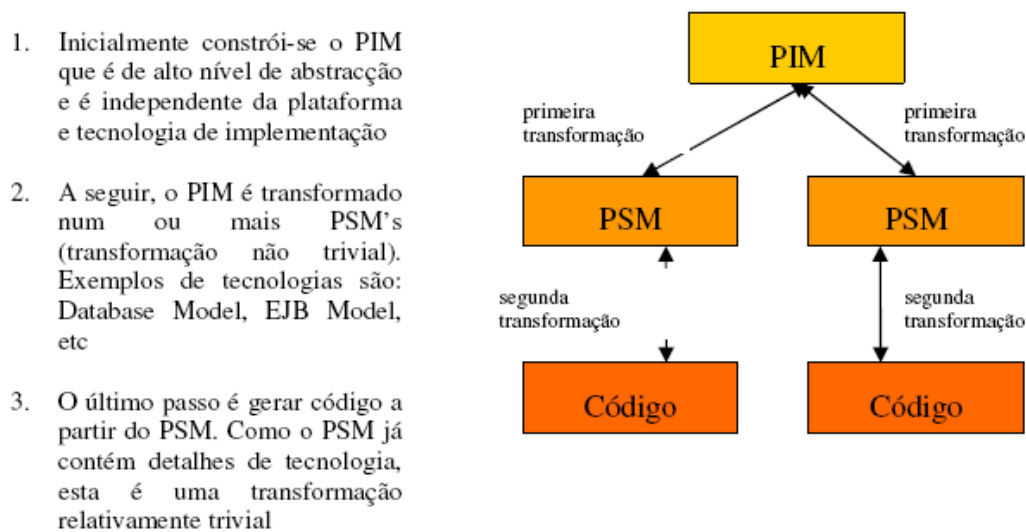 1. Inicialmente constrói-se o PIM
que é de alto nível de abstracção
e é independente da plataforma
e tecnologia de implementação
2. A seguir, o PIM é transformado
num ou mais PSM's
(transformação não trivial).
Exemplos de tecnologias são:
Database Model, EJB Model,
etc
3. O último passo é gerar código a
partir do PSM. Como o PSM já
contém detalhes de tecnologia,
esta é uma transformação
relativamente trivial
PIM
primeira
transformação
primeira
transformação
PSM
PSM
segunda
transformação
segunda
transformação
Código
Código